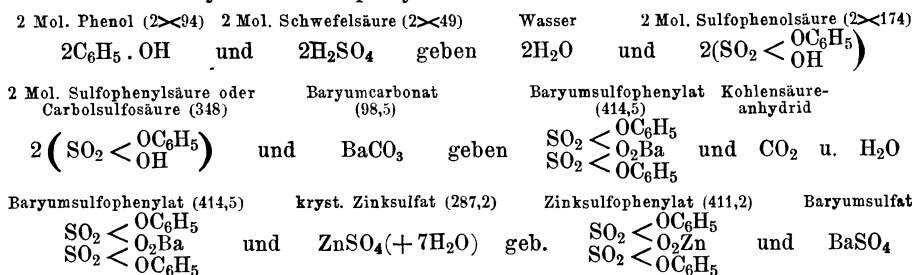 2 Mol. Phenol (2><94) 2 Mol. Schwefelsäure (2><49) Wasser 2 Mol. Sulfophenolsäure (2><174)
2C₆H₅ . OH und 2H₂SO₄ geben 2H₂O und 2(SO₂ < OC₆H₅ OH )
2 Mol. Sulfophenylsäure oder Baryumcarbonat Baryumsulfophenylat Kohlensäure-
Carbolsulfosäure (348) (98,5) (414,5) anhydrid
2 ( SO₂ < OC₆H₅ OH ) und BaCO₃ geben SO₂ < OC₆H₅ O₂Ba SO₂ < OC₆H₅ und CO₂ u. H₂O
Baryumsulfophenylat (414,5) kryst. Zinksulfat (287,2) Zinksulfophenylat (411,2) Baryumsulfat
SO₂ < OC₆H₅ O₂Ba SO₂ < OC₆H₅ und ZnSO₄(+ 7H₂O) geb. SO₂ < OC₆H₅ O₂Zn SO₂ < OC₆H₅ und BaSO₄